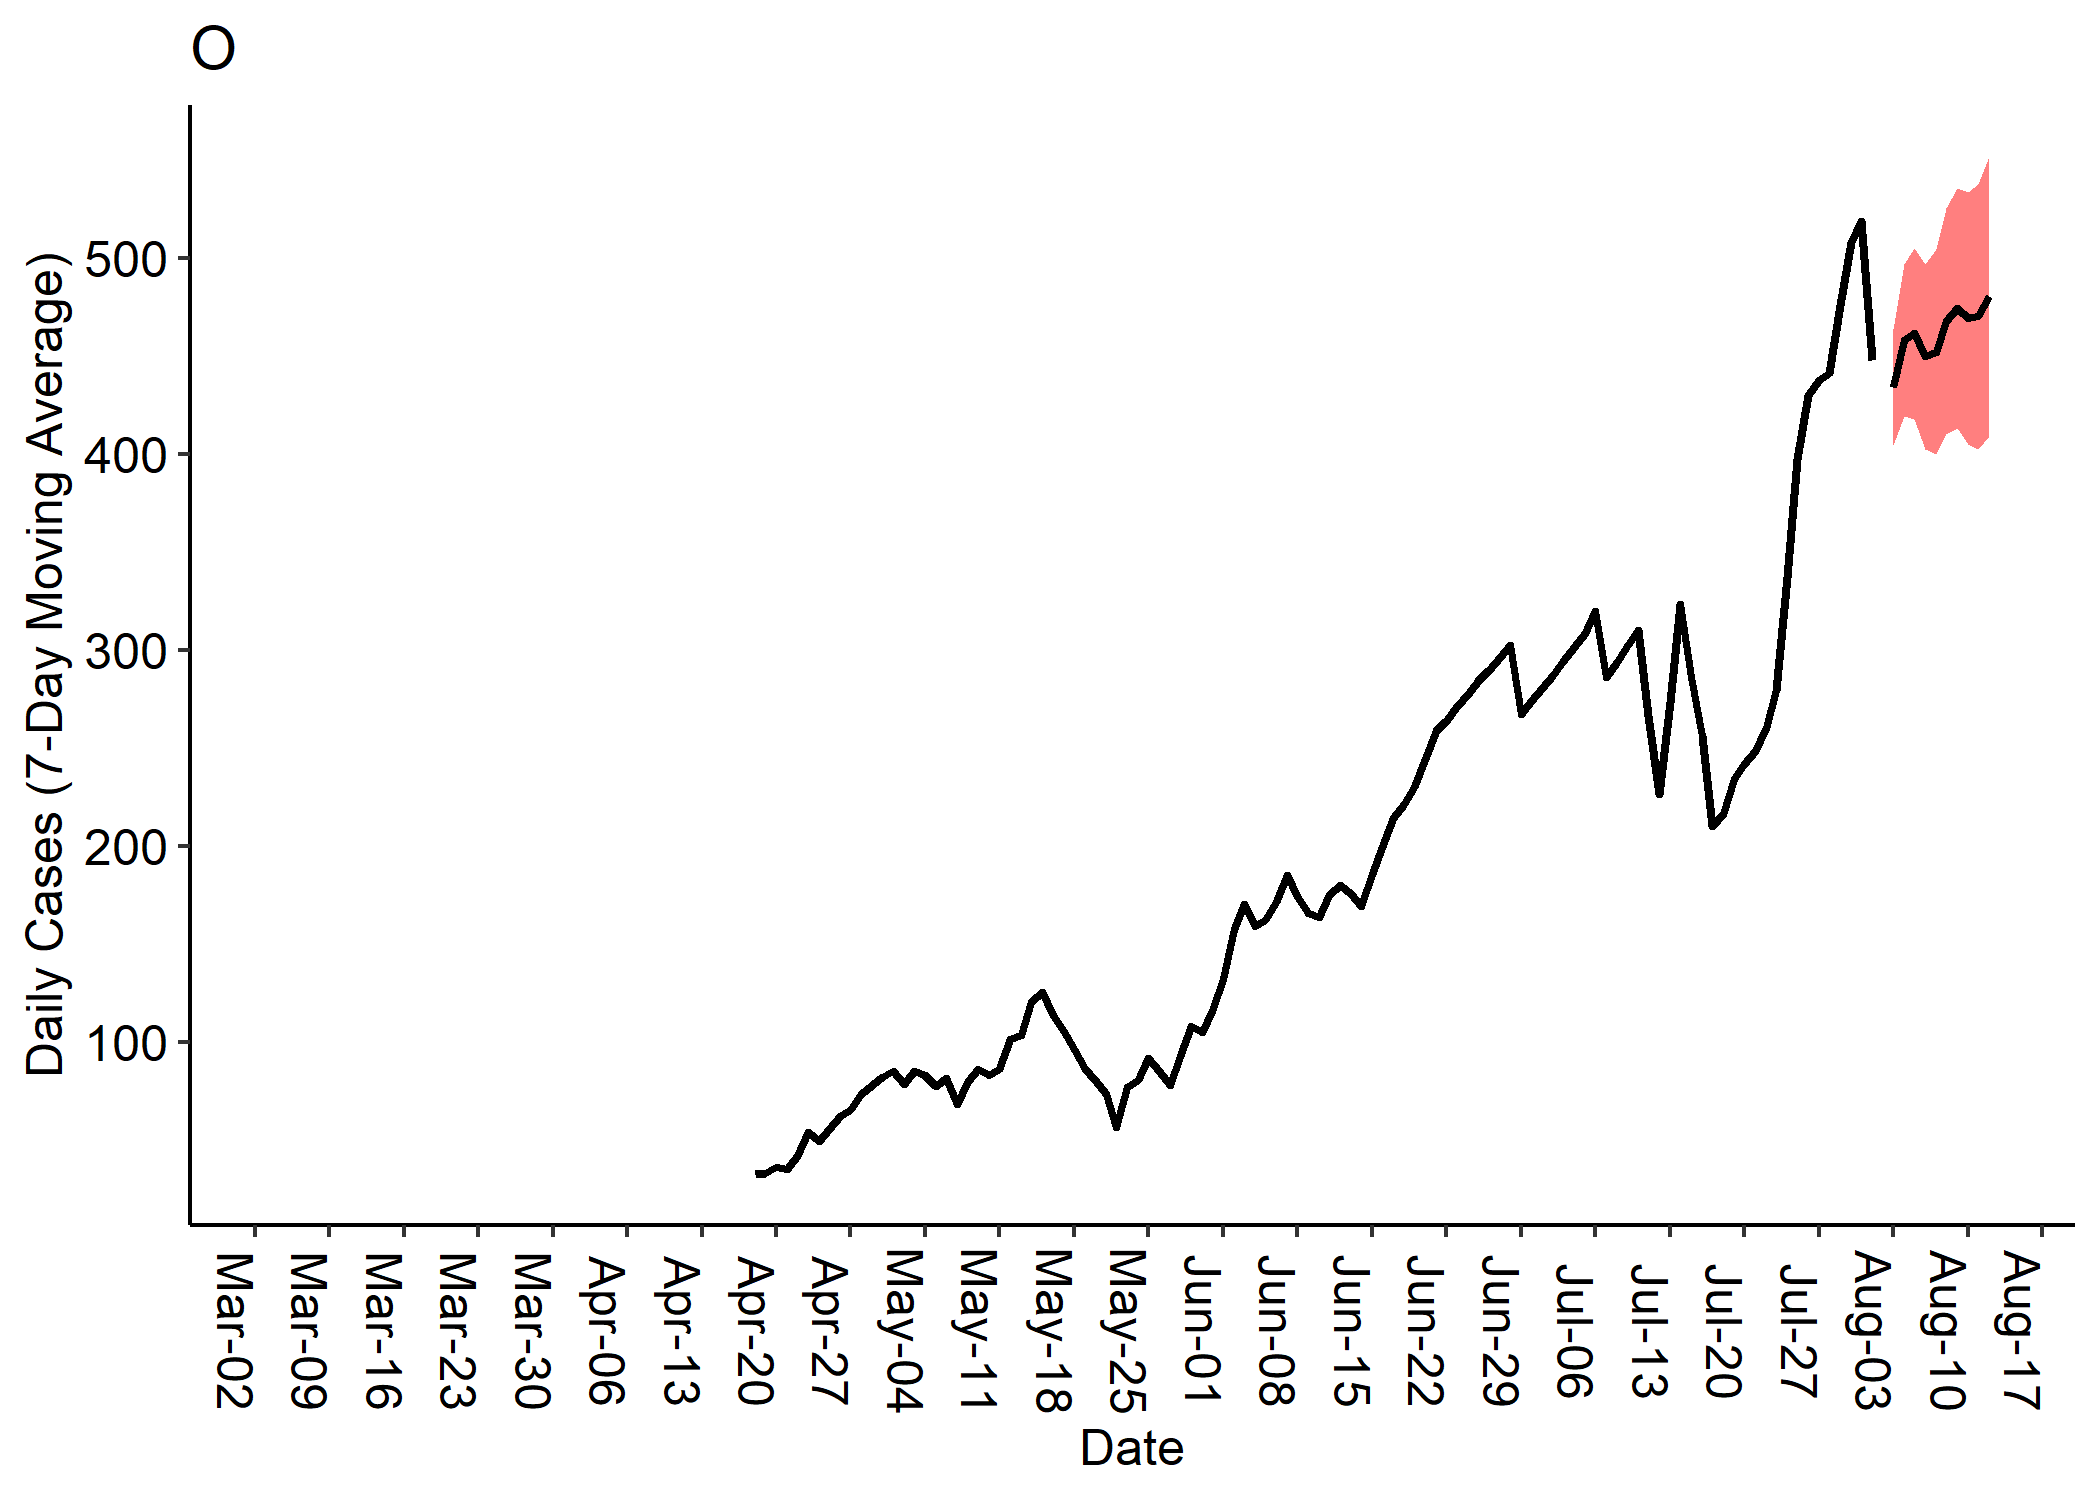 O
Daily Cases (7-Day Moving Average)
500
400
300
200
100
Mar-02
Mar-09
Mar-16
Mar-23
Mar-30
Apr-06
Apr-13
Apr-20
Apr-27
May-04
May-11
May-18
May-25
Jun-01
Jun-08
Jun-15
Jun-22
Jun-29
Jul-06
Jul-13
Jul-20
Jul-27
Aug-03
Aug-10
Aug-17
Date